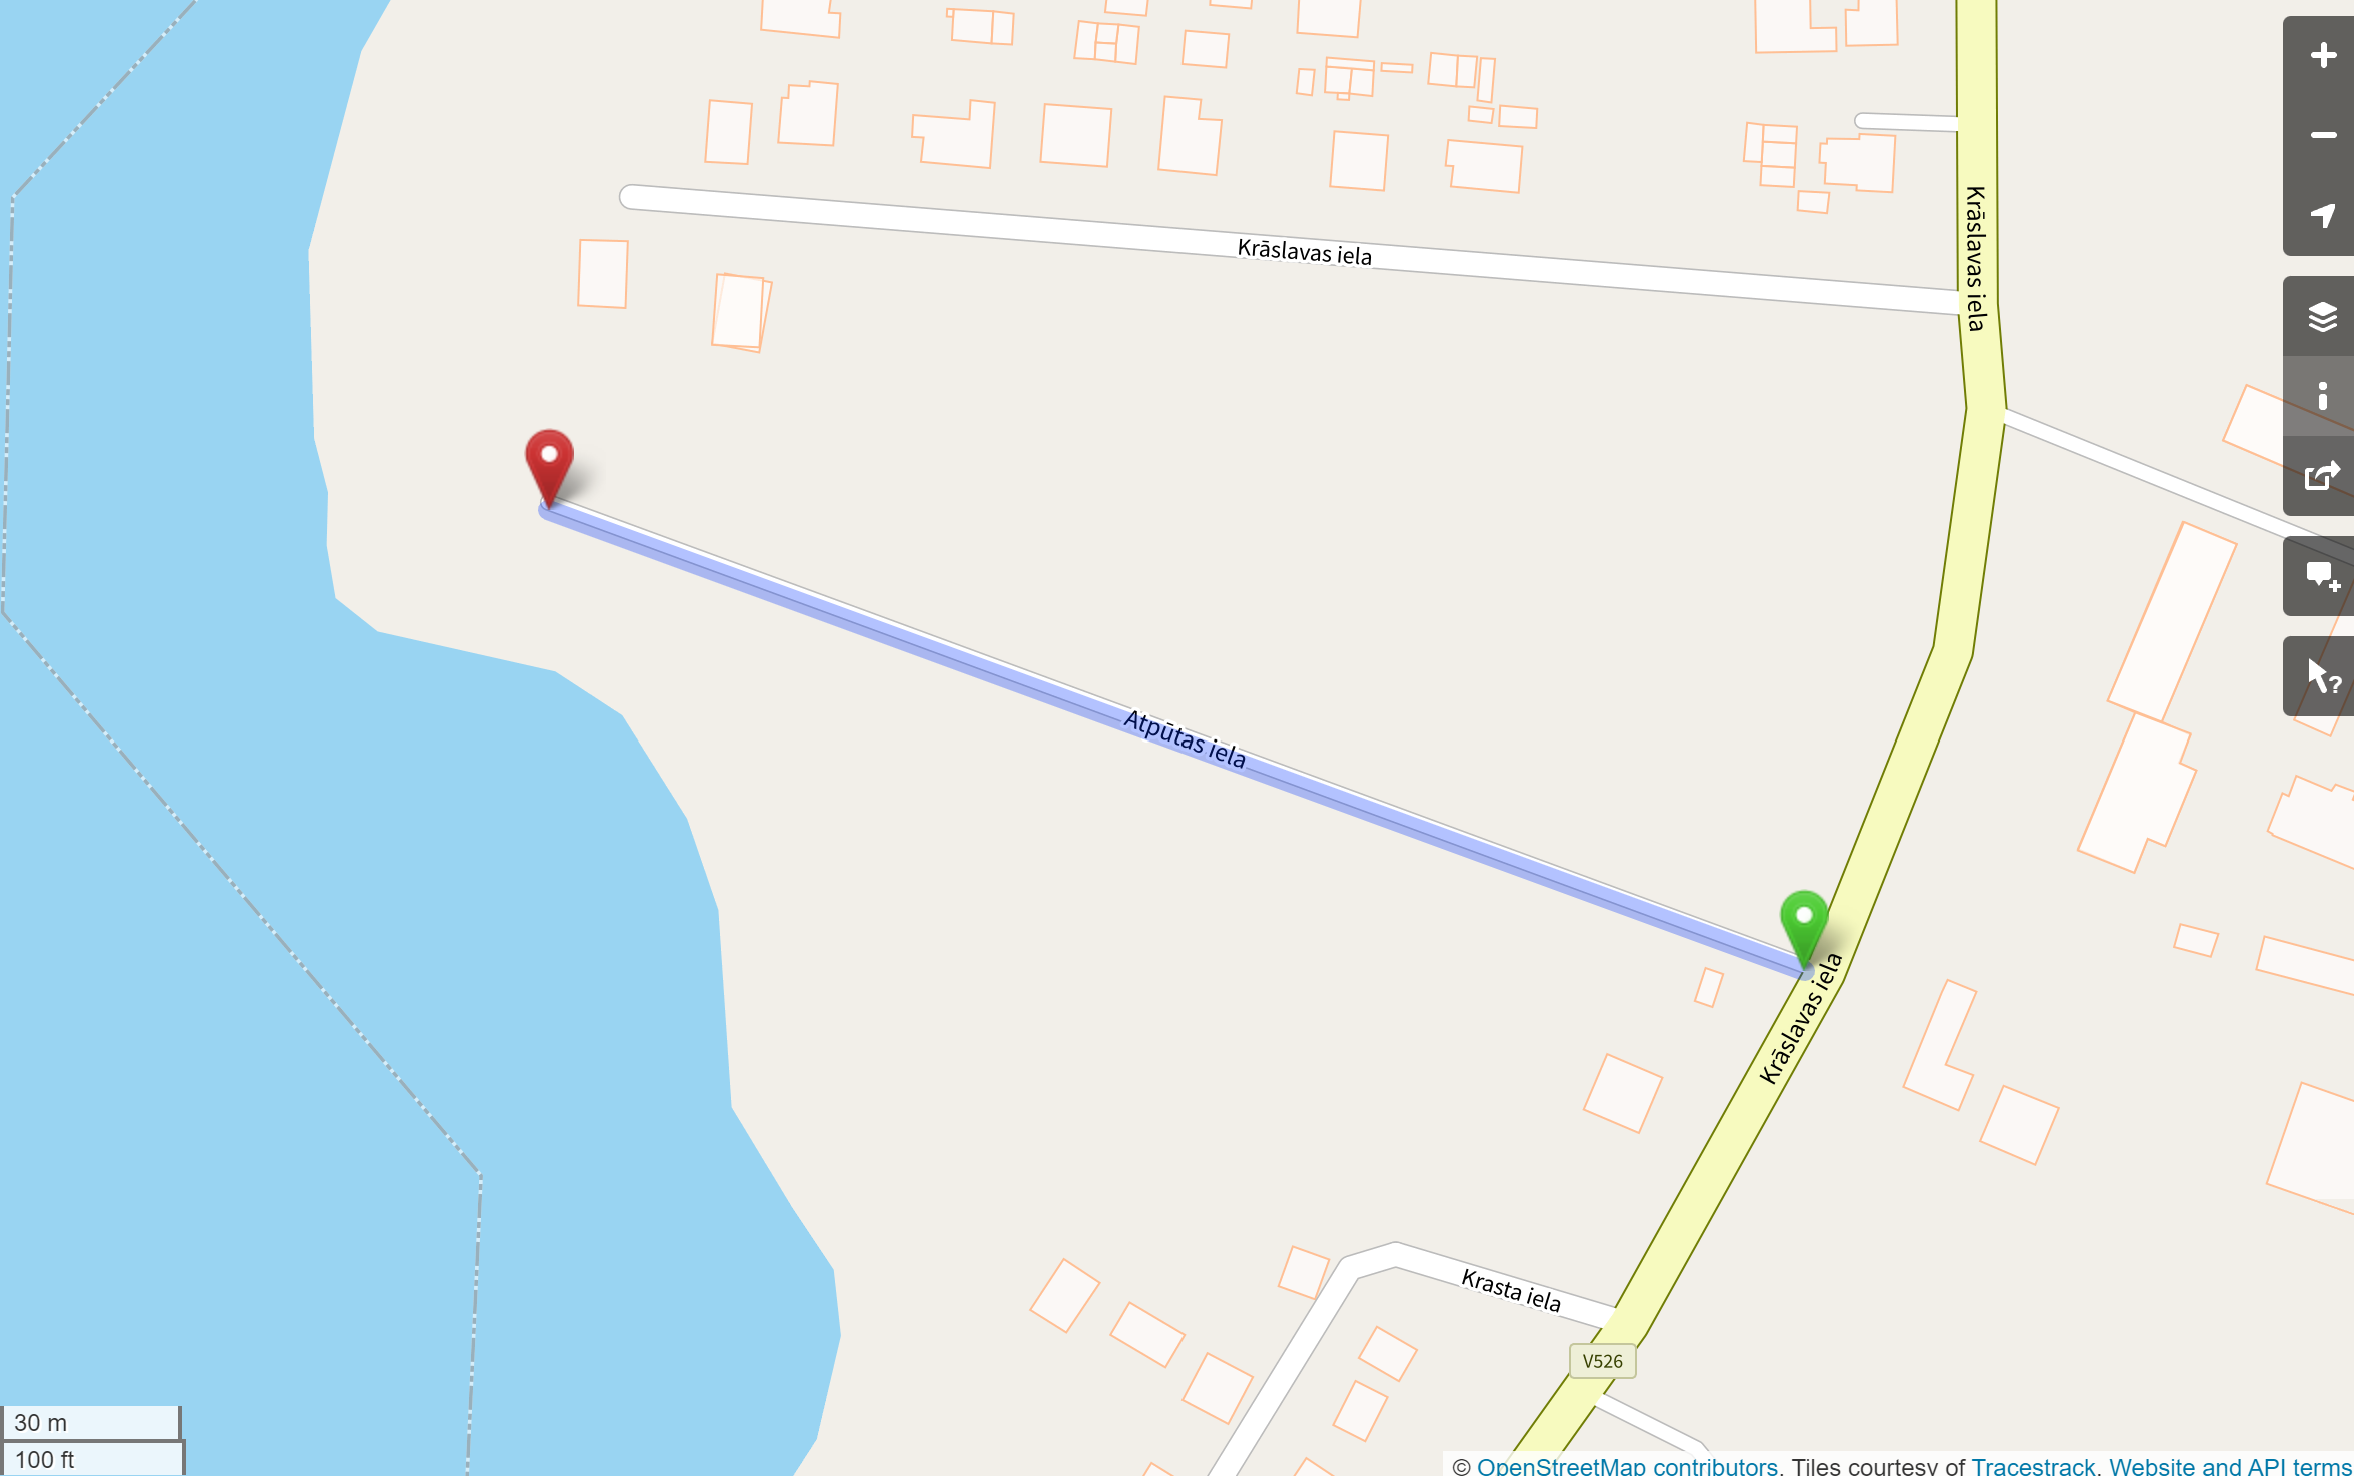 Krāslavas iela
Krāslavas iela
Atpūtas iela
Krāslavas iela
Krasta iela
V526
?
30 m
100 ft
© OpenStreetMap contributors. Tiles courtesy of Tracestrack. Website and API terms